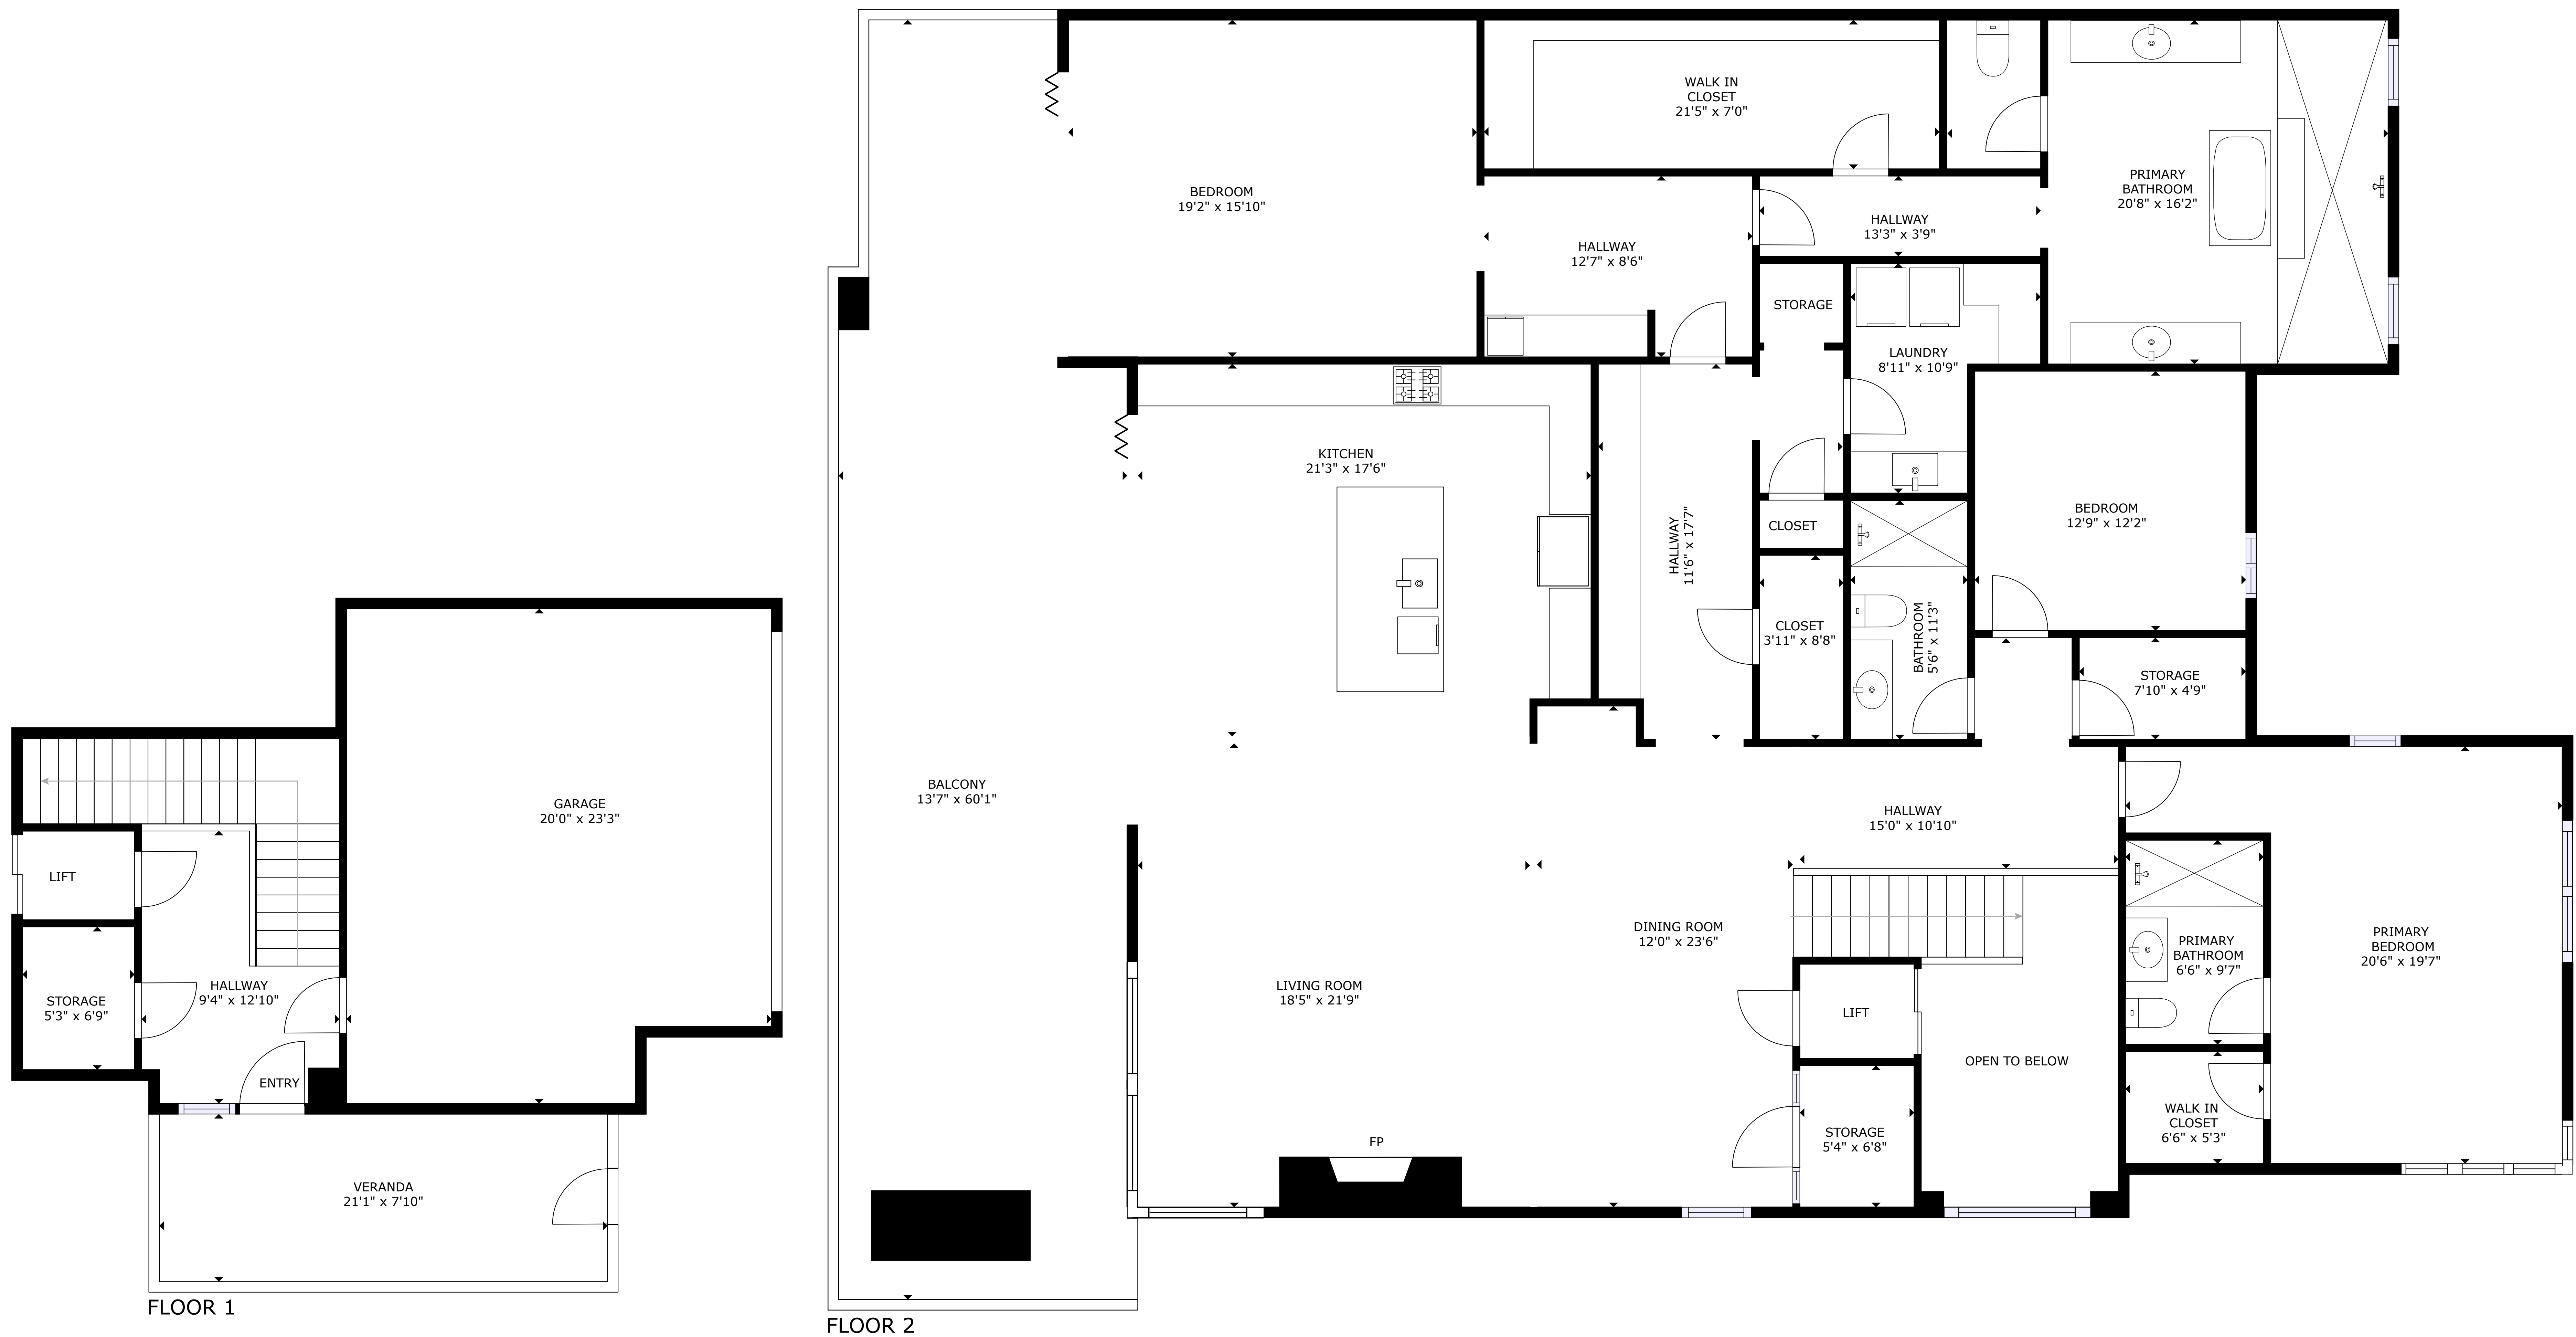 WALK IN
CLOSET
21'5" x 7'0"
BEDROOM
19'2" x 15'10"
PRIMARY
BATHROOM
20'8" x 16'2"
HALLWAY
13'3" x 3'9"
HALLWAY
12'7" x 8'6"
STORAGE
LAUNDRY
8'11" x 10'9"
KITCHEN
21'3" x 17'6"
HALLWAY
11'6" x 17'7"
CLOSET
BEDROOM
12'9" x 12'2"
CLOSET
3'11" x 8'8"
BATHROOM
5'6" x 11'3"
STORAGE
7'10" x 4'9"
BALCONY
13'7" x 60'1"
HALLWAY
15'0" x 10'10"
DINING ROOM
12'0" x 23'6"
LIVING ROOM
18'5" x 21'9"
LIFT
OPEN TO BELOW
STORAGE
5'4" x 6'8"
FP
PRIMARY
BATHROOM
6'6" x 9'7"
PRIMARY
BEDROOM
20'6" x 19'7"
WALK IN
CLOSET
6'6" x 5'3"
FLOOR 2
GARAGE
20'0" x 23'3"
LIFT
STORAGE
5'3" x 6'9"
HALLWAY
9'4" x 12'10"
ENTRY
VERANDA
21'1" x 7'10"
FLOOR 1